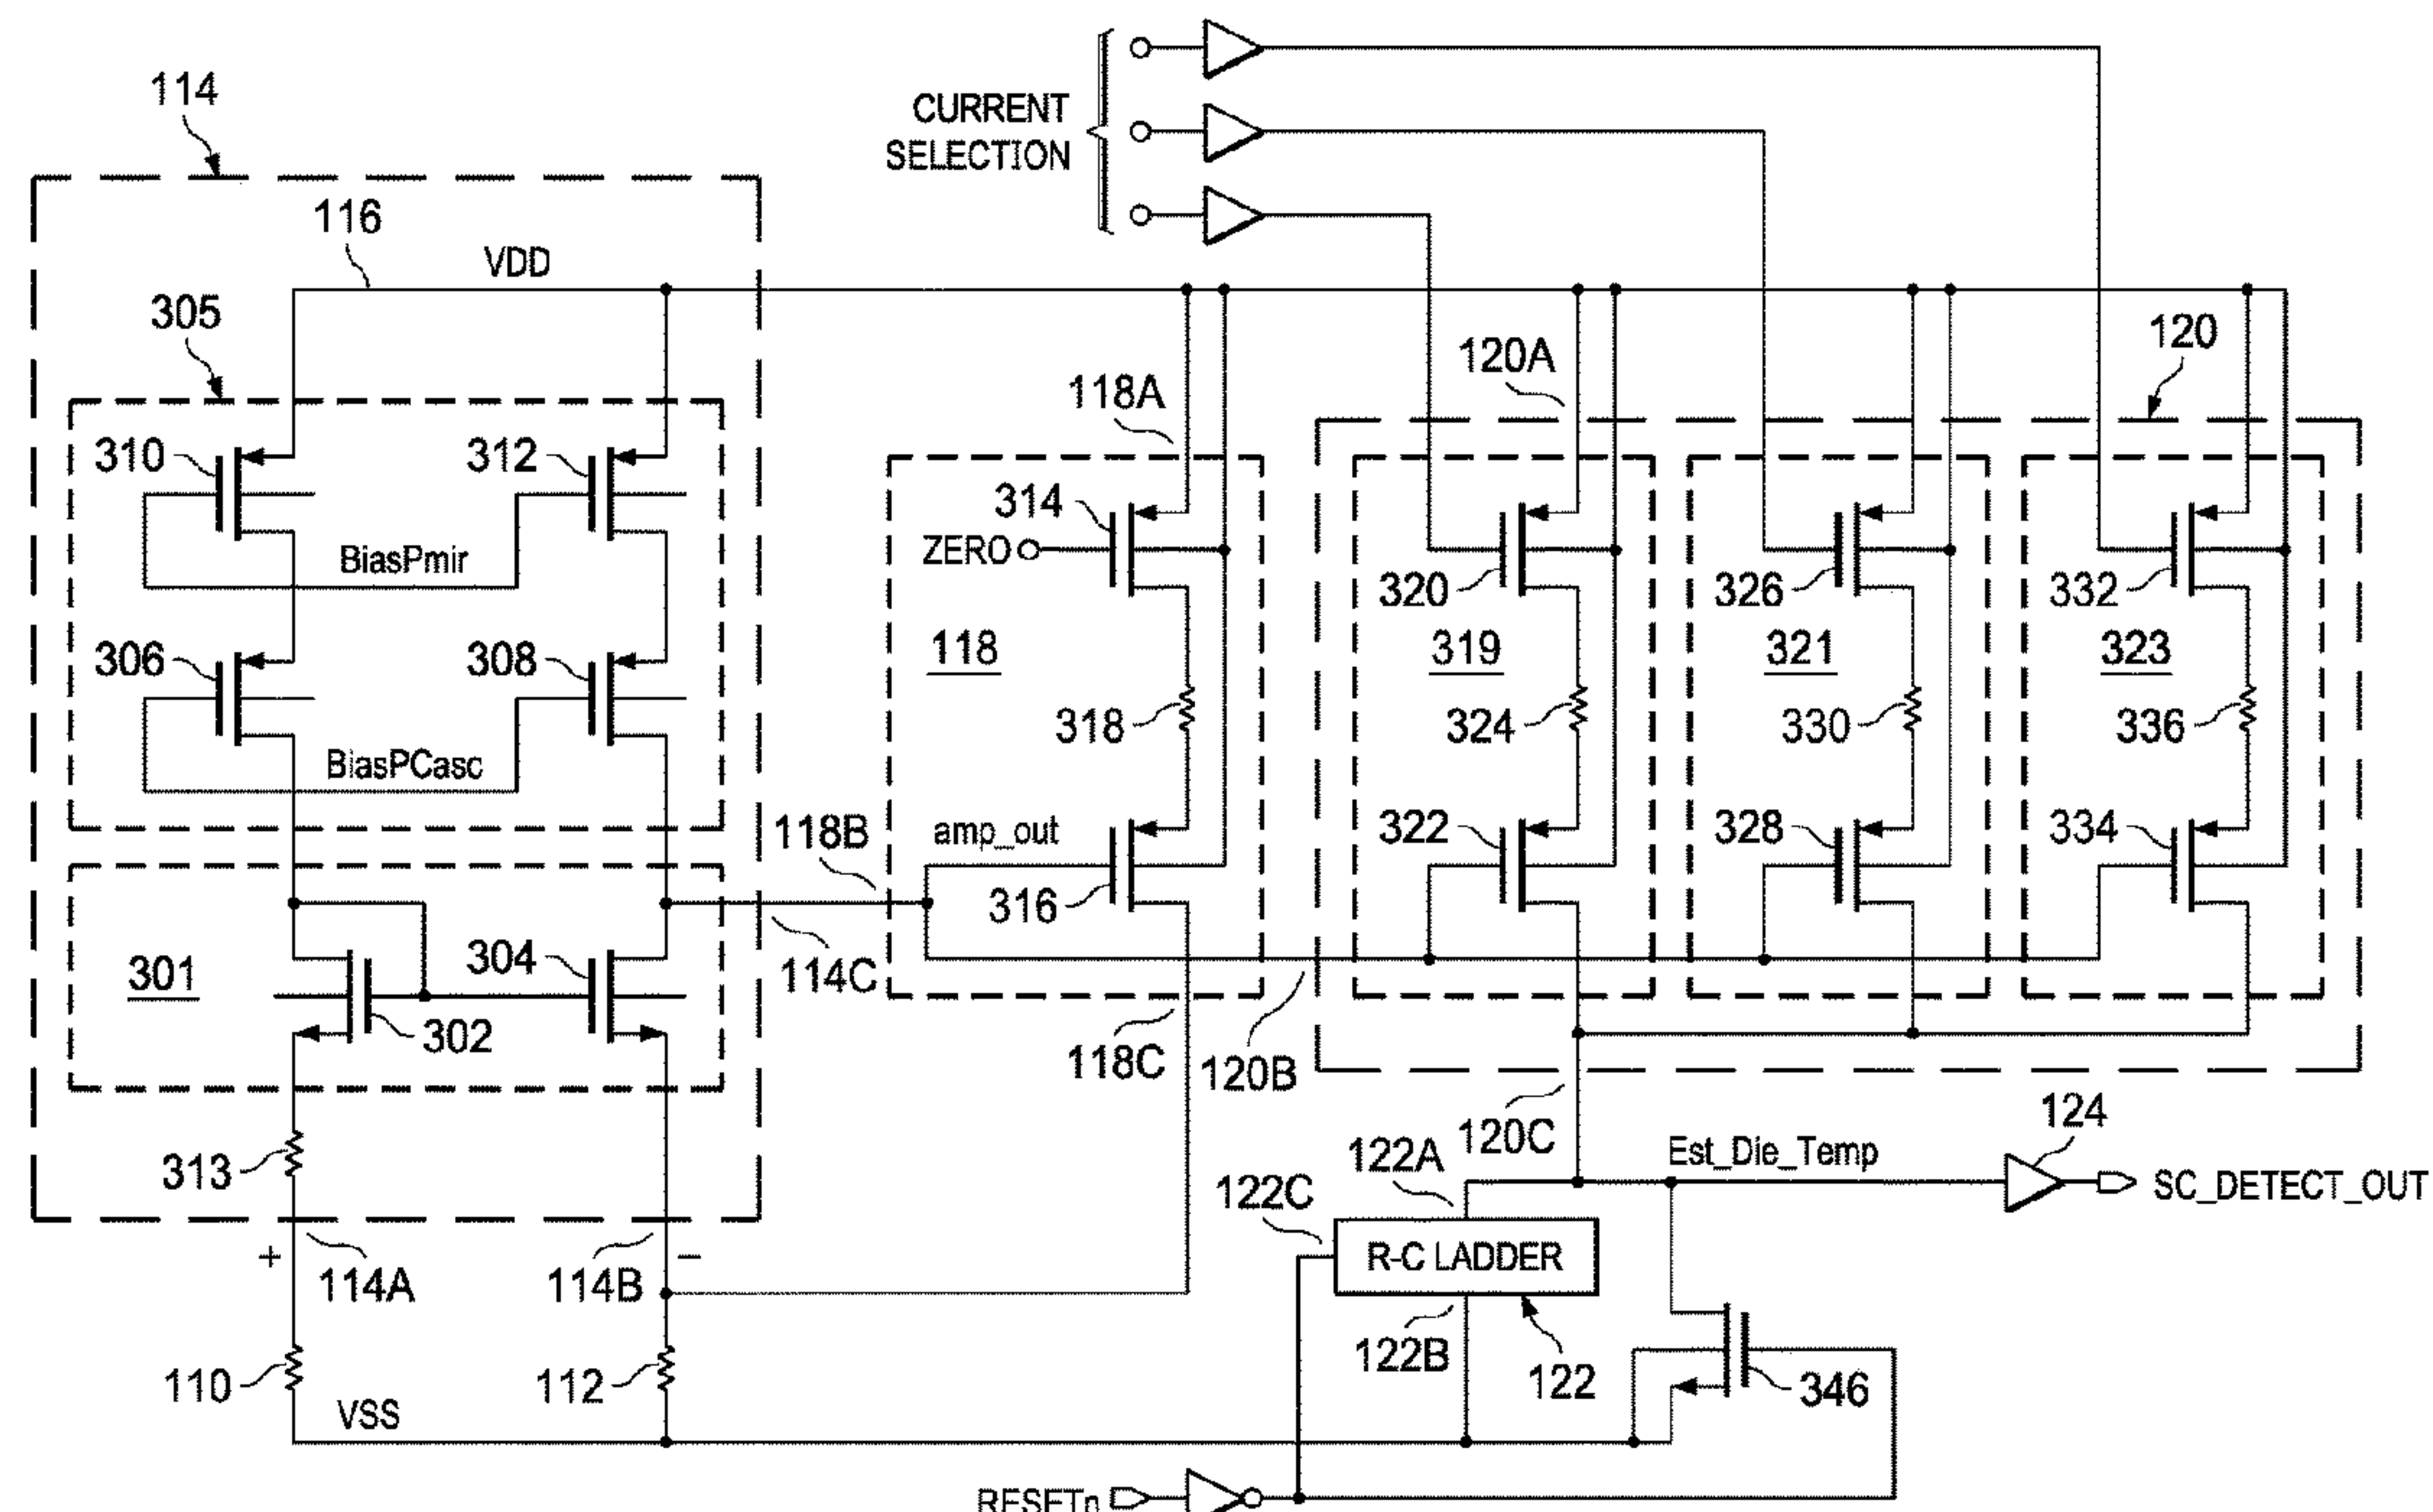 114
CURRENT
SELECTION
116
VDD
305
120
120A
118A
310
312
314
ZERO
320
326
332
BiasPmir
306
308
118
319
321
323
318
324
330
336
BiasPCasc
118B
amp_out
322
328
334
316
301
304
114C
302
118C
120B
313
120C
124
122A
Est_Die_Temp
122C
SC_DETECT_OUT
+
114A
114B
−
R-C LADDER
122B
122
110
112
346
VSS
RESETn